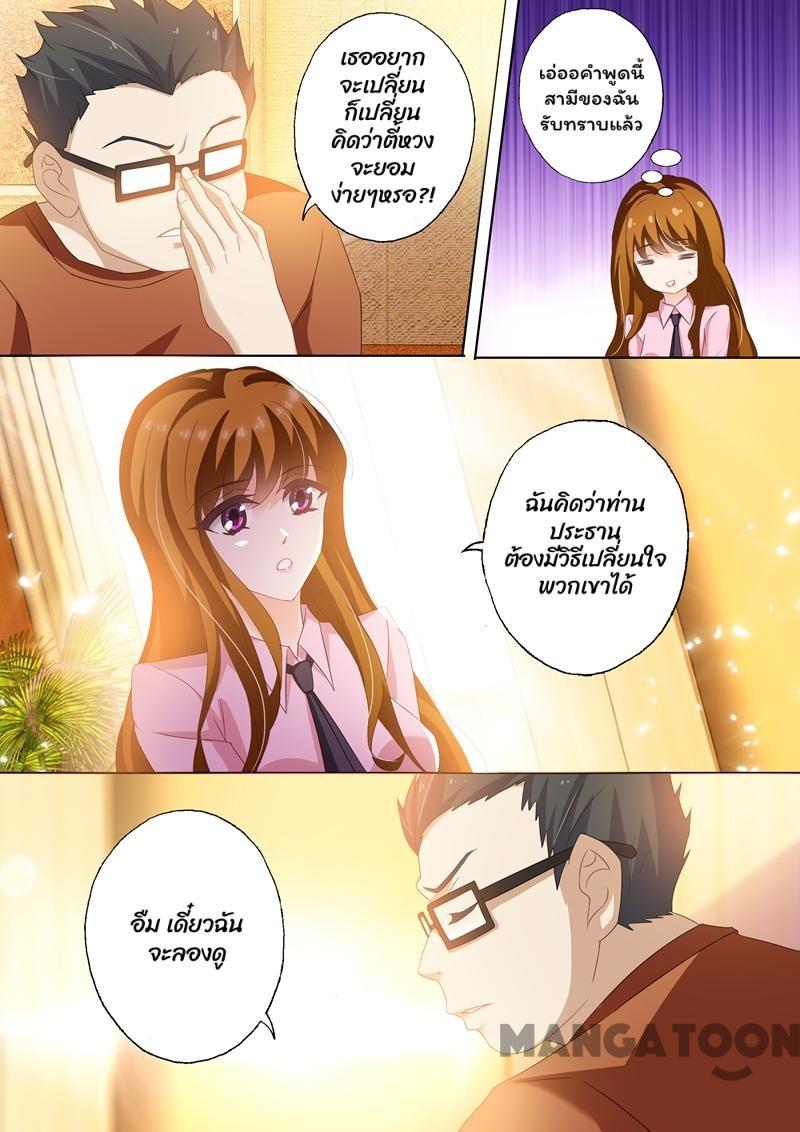 เธออยาก
จะเปลี่ยน
ก็เปลี่ยน
คิดว่าตี้หวง
จะยอม
ง่ายๆหรอ?!
เอ่ออคำพูดนี้
สามีของฉัน
รับทราบแล้ว
ฉันคิดว่าท่าน
ประธาน
ต้องมีวิธีเปลี่ยนใจ
พวกเขาได้
อืม เดี๋ยวฉัน
จะลองดู
MANGATOON